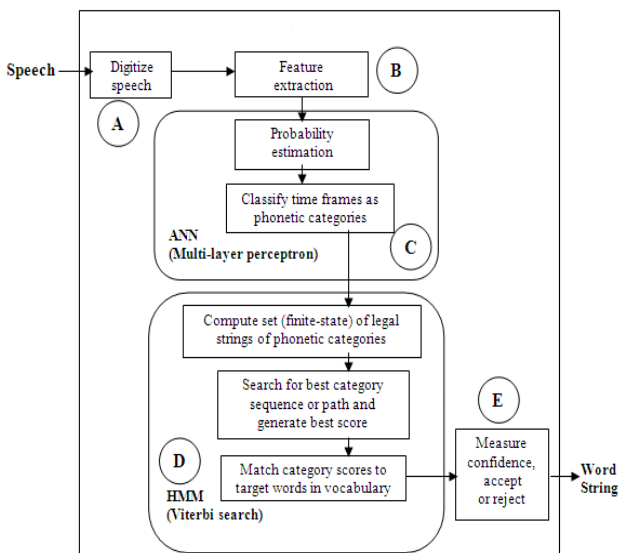 Speech
Digitize
speech
A
Feature
extraction
B
Probability
estimation
Classify time frames as
phonetic categories
ANN
(Multi-layer perceptron)
C
Compute set (finite-state) of legal
strings of phonetic categories
Search for best category
sequence or path and
generate best score
D
Match category scores to
target words in vocabulary
HMM
(Viterbi search)
E
Measure
confidence,
accept
or reject
Word
String